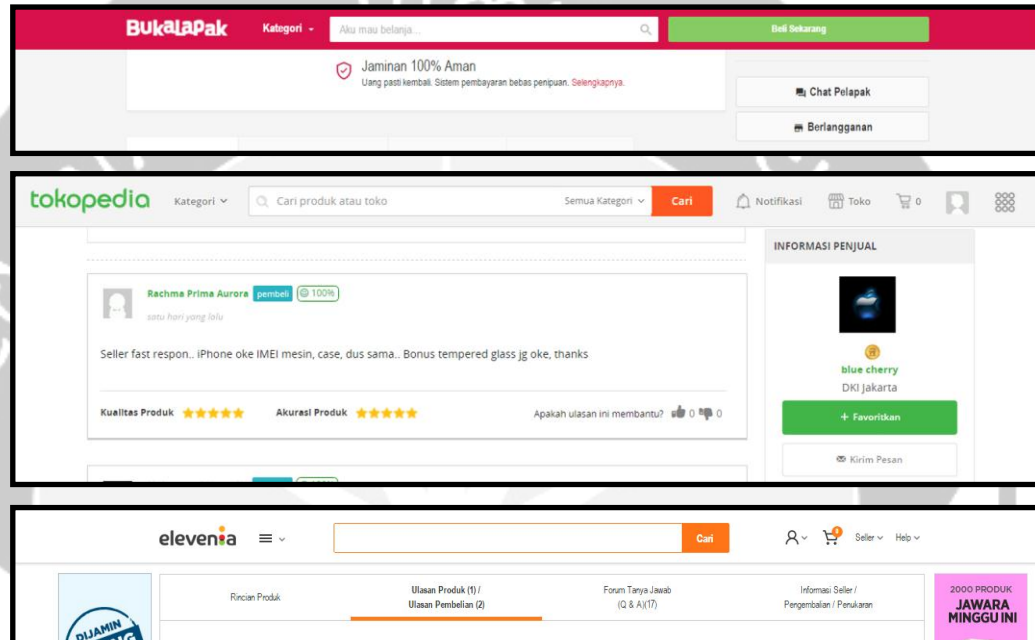 BukaLapak Kategori Aku mau belanja... Beli Sekarang
Jaminan 100% Aman
Uang pasti kembali. Sistem pembayaran bebas penipuan. Selengkapnya.
Chat Pelapak
Berlangganan
tokopedia Kategori Cari produk atau toko Semua Kategori Cari Notifikasi Toko 0
INFORMASI PENJUAL
Rachma Prima Aurora pembeli 100%
satu hari yang lalu
Seller fast respon.. iPhone oke IMEI mesin, case, dus sama.. Bonus tempered glass jg oke, thanks
Kualitas Produk Akurasi Produk Apakah ulasan ini membantu? 0 0
blue cherry
DKI Jakarta
+ Favoritkan
Kirim Pesan
elevenia Cari Seller Help
Rincian Produk
Ulasan Produk (1) /
Ulasan Pembelian (2)
Forum Tanya Jawab
(Q & A)(17)
Informasi Seller /
Pengembalian / Penukaran
DIJAMIN
2000 PRODUK
JAWARA
MINGGU INI